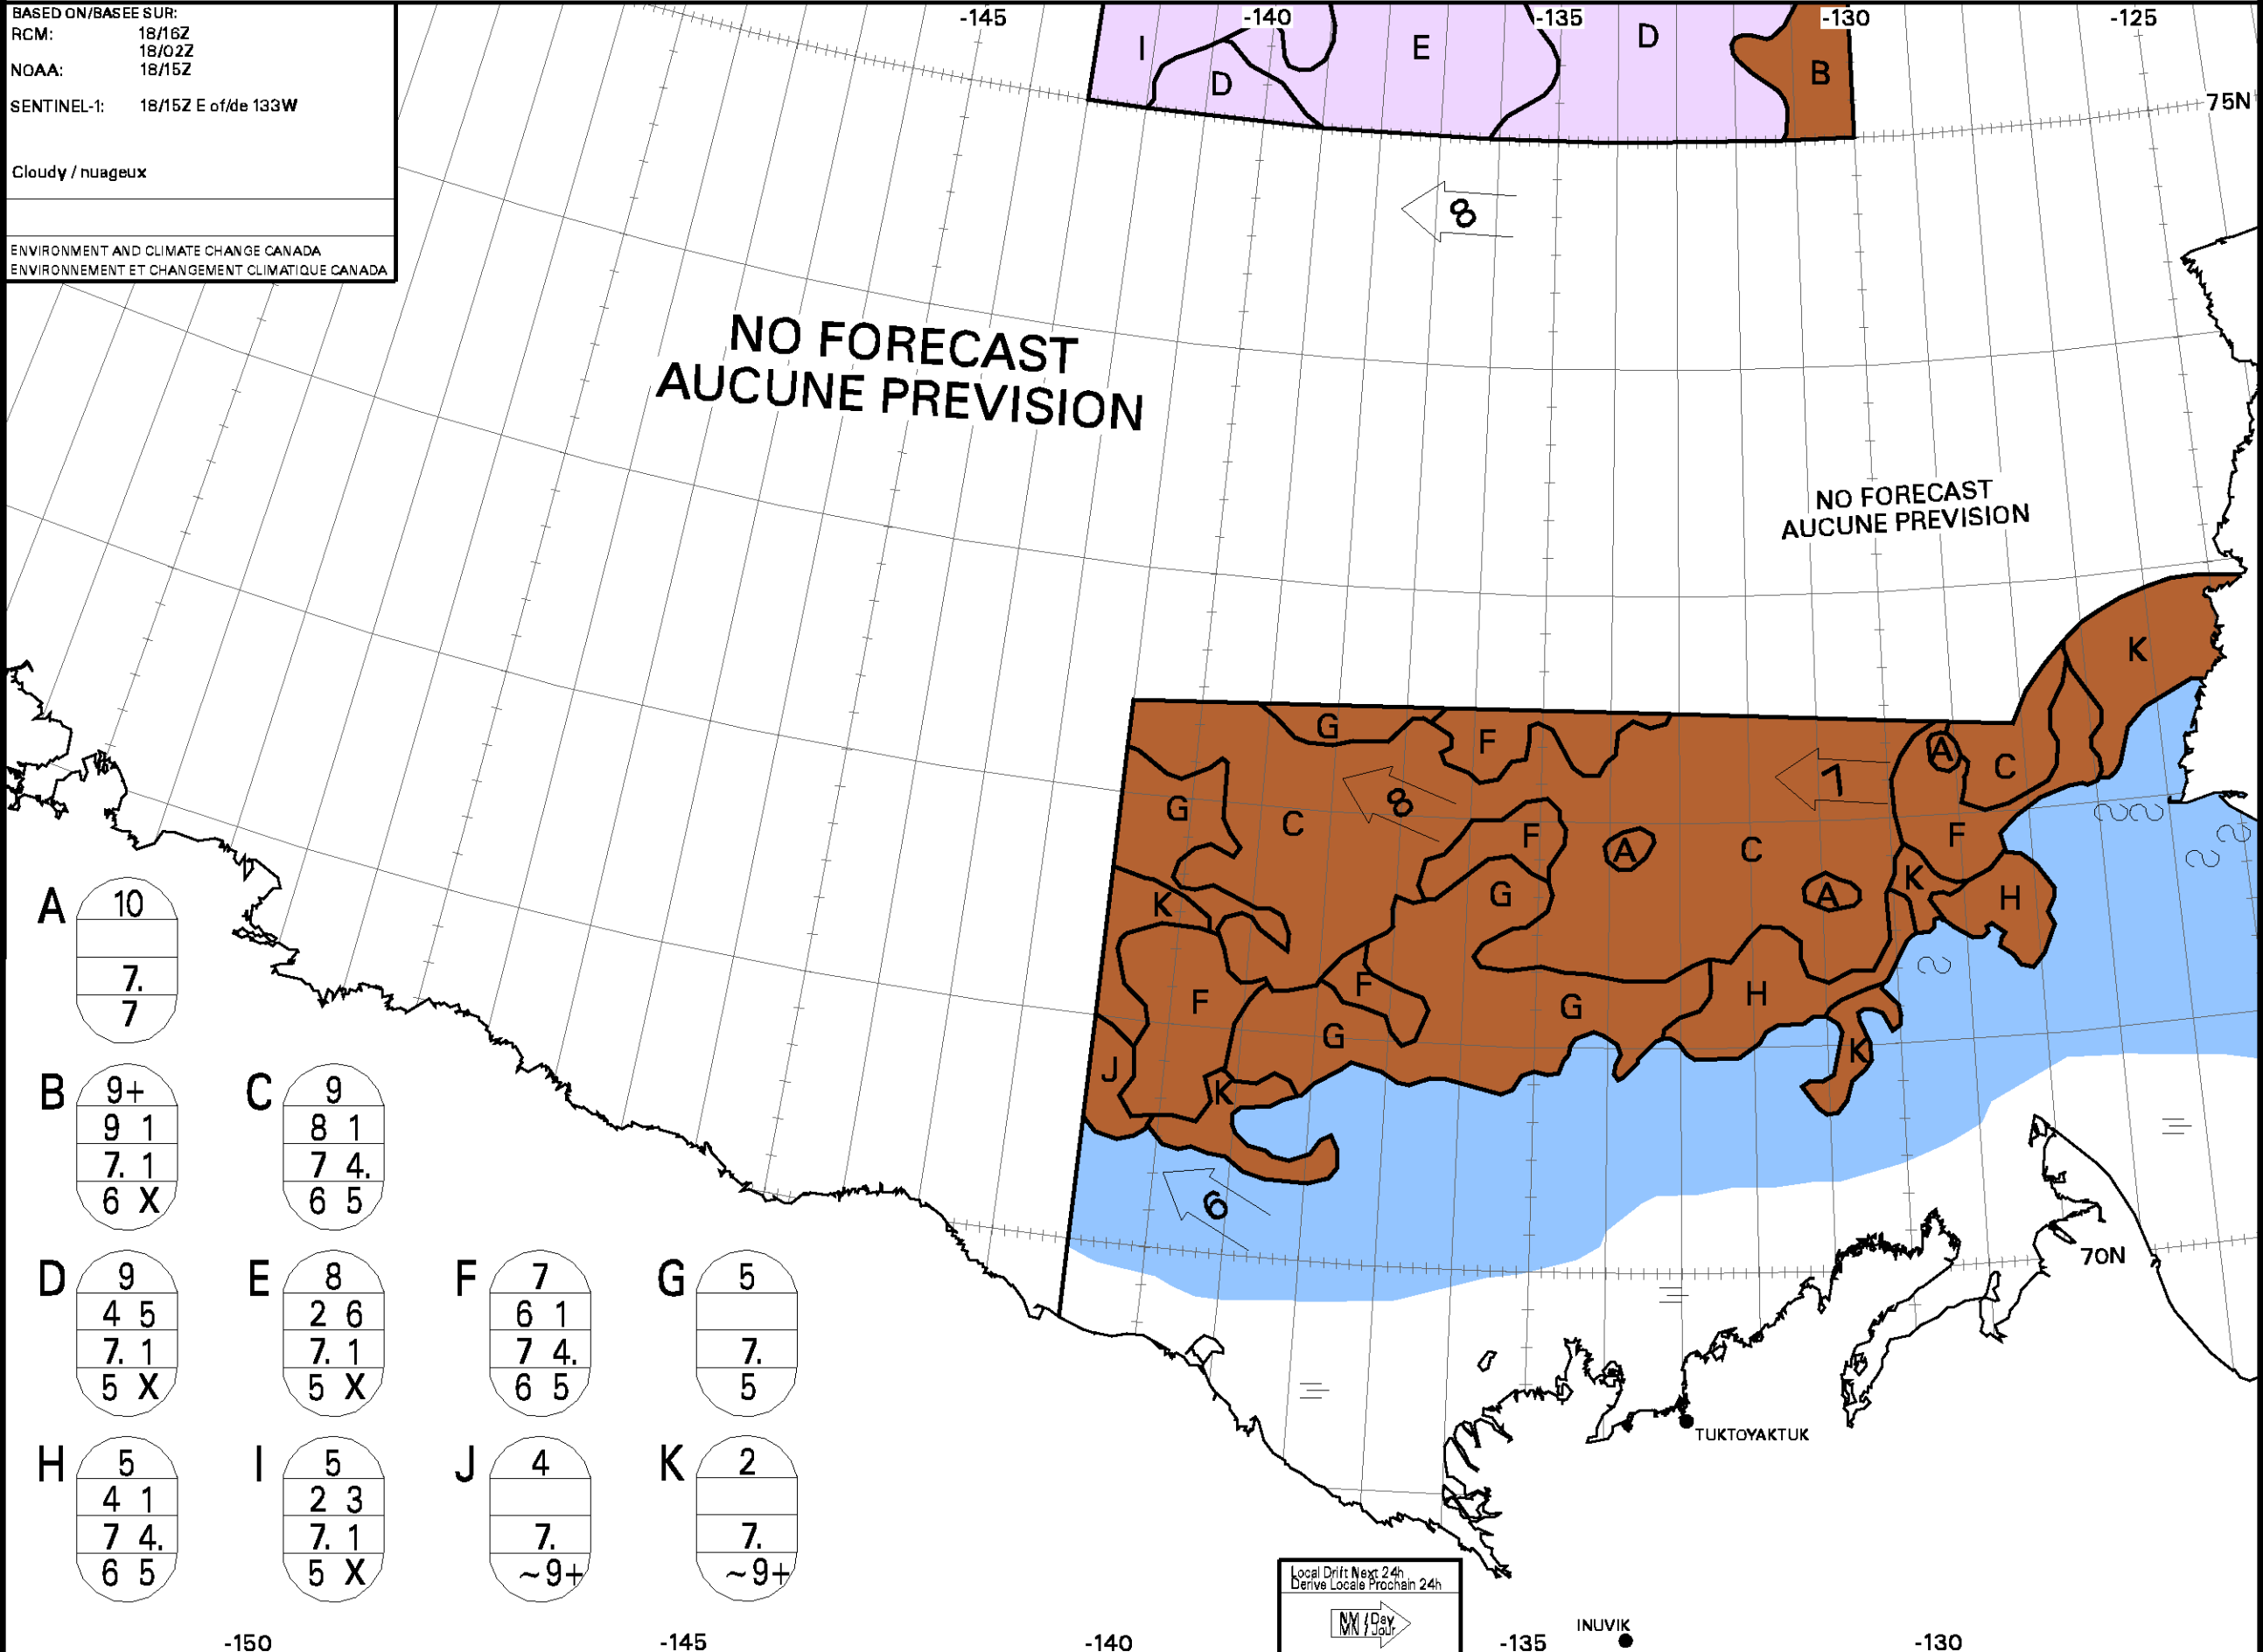 BASED ON/BASEE SUR:
RCM: 18/16Z
18/02Z
NOAA: 18/15Z
SENTINEL-1: 18/15Z E of/de 133W
Cloudy / nuageux
ENVIRONMENT AND CLIMATE CHANGE CANADA
ENVIRONNEMENT ET CHANGEMENT CLIMATIQUE CANADA
-145 -140 -135 -130 -125
I D E D B
75N
8
NO FORECAST
AUCUNE PREVISION
NO FORECAST
AUCUNE PREVISION
K
G F A C
7
G C 8 F A C F
K G A K H
F F G H
J G K
K
6
70N
TUKTOYAKTUK
A
10
7.
7
B
9+
9 1
7. 1
6 X
C
9
8 1
7 4.
6 5
D
9
4 5
7. 1
5 X
E
8
2 6
7. 1
5 X
F
7
6 1
7 4.
6 5
G
5
7.
5
H
5
4 1
7 4.
6 5
I
5
2 3
7. 1
5 X
J
4
7.
~9+
K
2
7.
~9+
Local Drift Next 24h
Derive Locale Prochain 24h
NM / Day
MN / Jour
INUVIK
-150 -145 -140 -135 -130